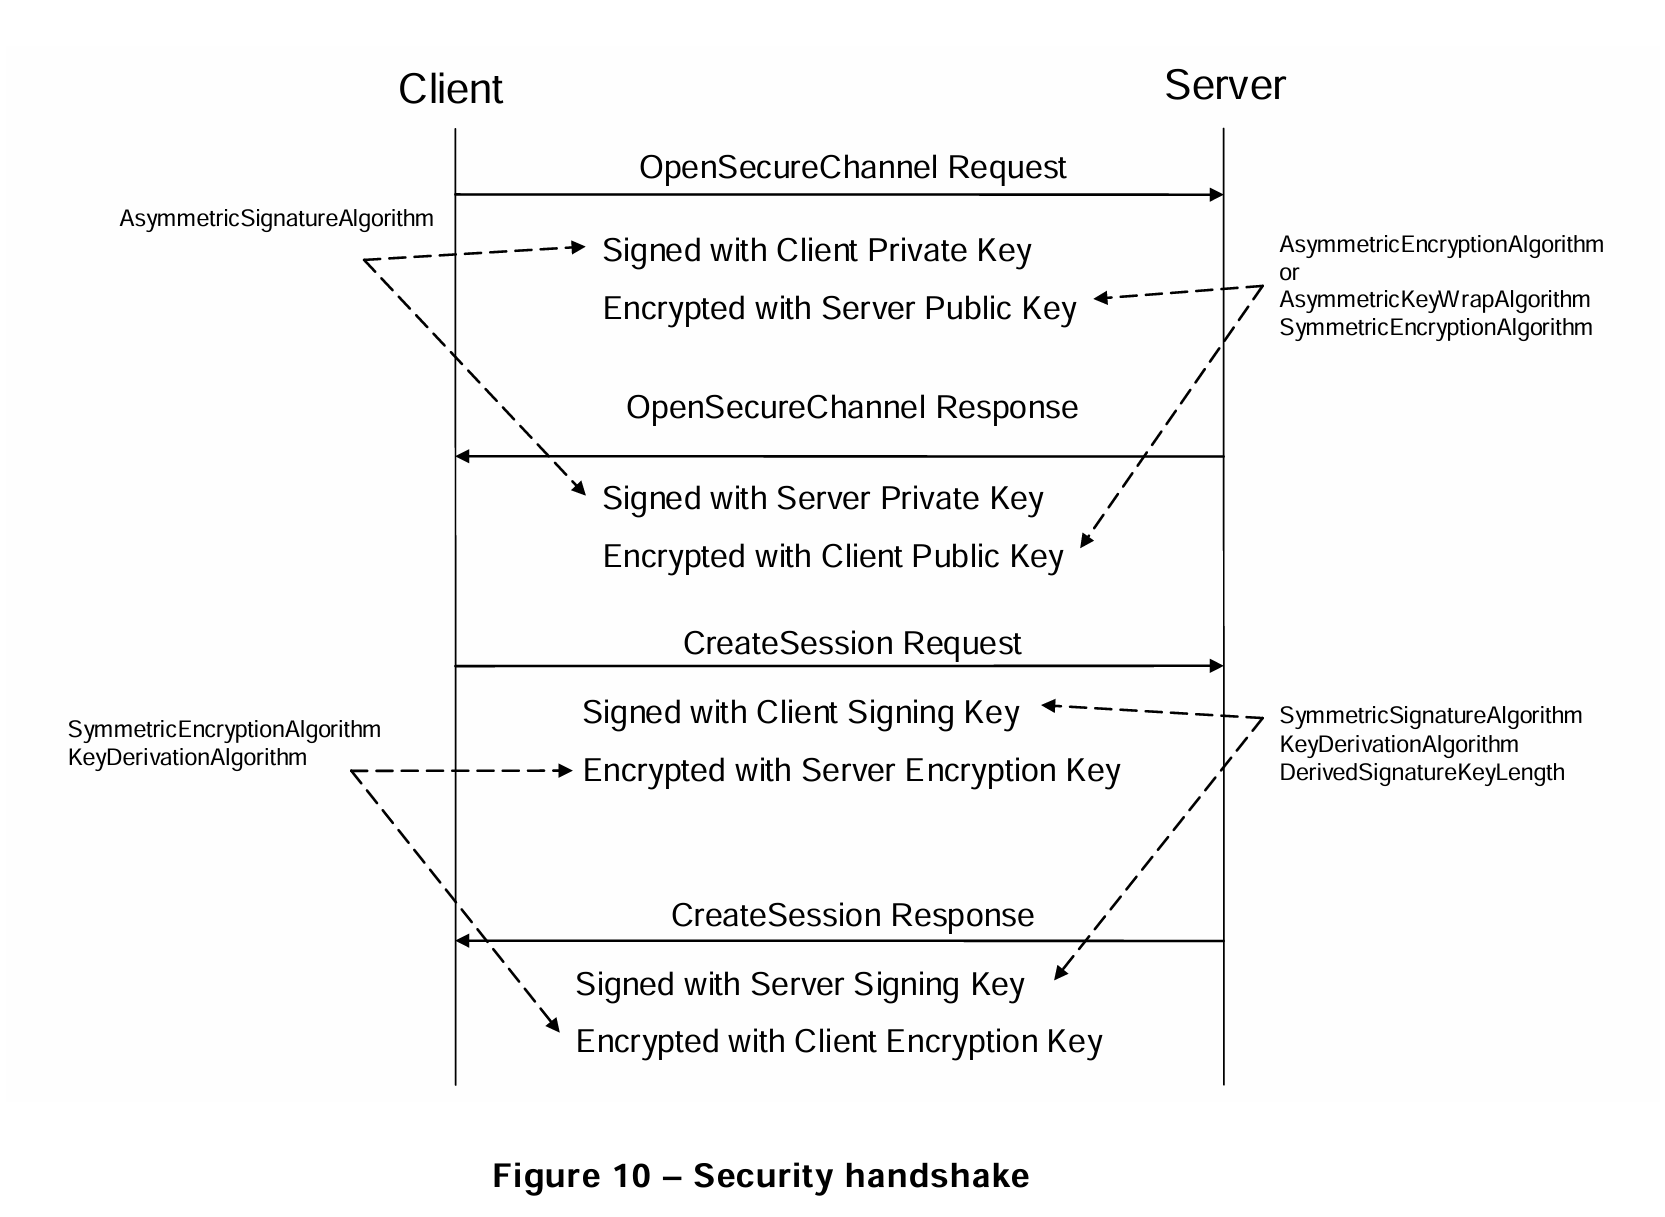 Client
Server
OpenSecureChannel Request
AsymmetricSignatureAlgorithm
Signed with Client Private Key
Encrypted with Server Public Key
AsymmetricEncryptionAlgorithm
or
AsymmetricKeyWrapAlgorithm
SymmetricEncryptionAlgorithm
OpenSecureChannel Response
Signed with Server Private Key
Encrypted with Client Public Key
CreateSession Request
Signed with Client Signing Key
Encrypted with Server Encryption Key
SymmetricEncryptionAlgorithm
KeyDerivationAlgorithm
SymmetricSignatureAlgorithm
KeyDerivationAlgorithm
DerivedSignatureKeyLength
CreateSession Response
Signed with Server Signing Key
Encrypted with Client Encryption Key
Figure 10 – Security handshake